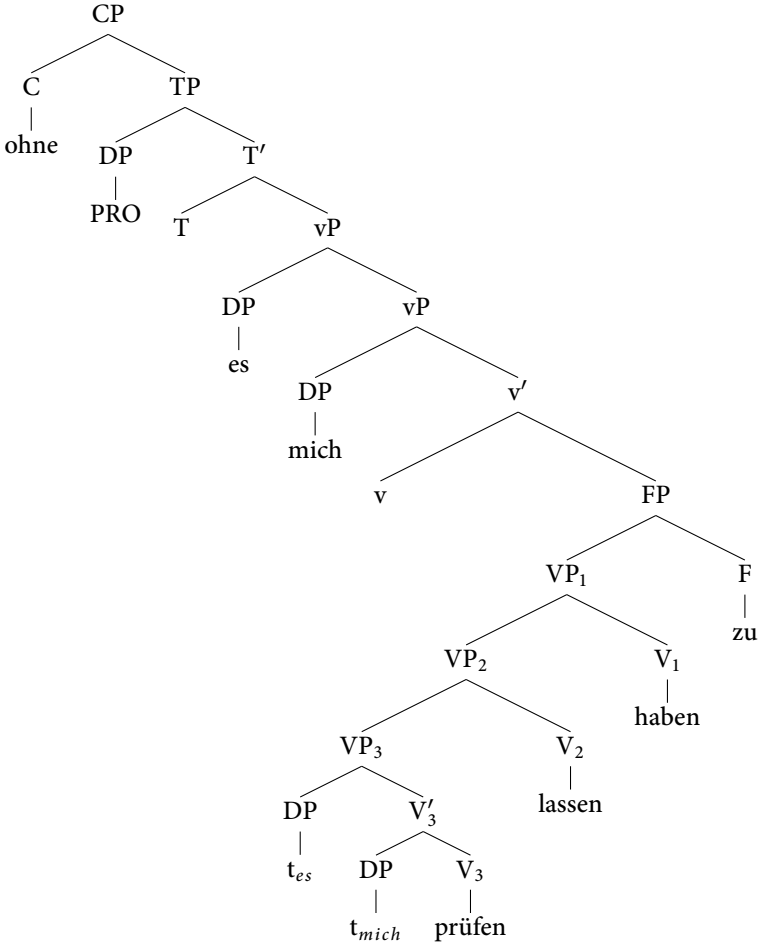 CP
C TP
ohne
DP T′
PRO
T vP
DP vP
es
DP v′
mich
v FP
VP₁ F
zu
VP₂ V₁
haben
VP₃ V₂
lassen
DP V₃′
t_es
DP V₃
t_mich prüfen